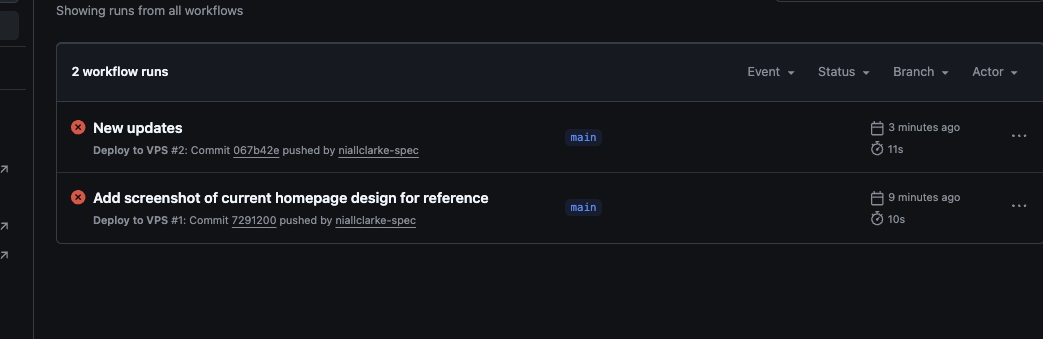 Showing runs from all workflows
2 workflow runs
Event
Status
Branch
Actor
New updates
main
3 minutes ago
Deploy to VPS #2: Commit 067b42e pushed by niallclarke-spec
11s
Add screenshot of current homepage design for reference
main
9 minutes ago
Deploy to VPS #1: Commit 7291200 pushed by niallclarke-spec
10s